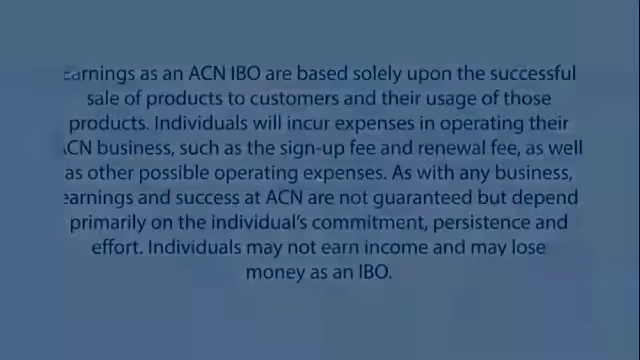 Earnings as an ACN IBO are based solely upon the successful
sale of products to customers and their usage of those
products. Individuals will incur expenses in operating their
ACN business, such as the sign-up fee and renewal fee, as well
as other possible operating expenses. As with any business,
earnings and success at ACN are not guaranteed but depend
primarily on the individual's commitment, persistence and
effort. Individuals may not earn income and may lose
money as an IBO.